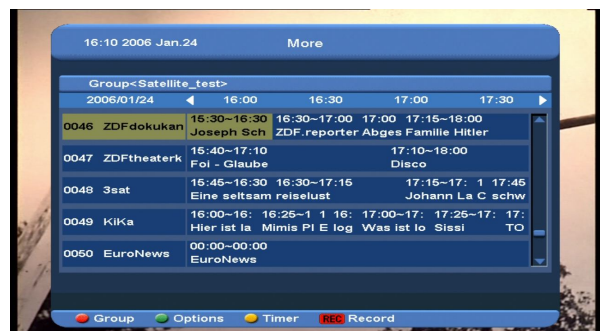 16:10 2006 Jan.24 More
Group<Satellite_test>
2006/01/24 16:00 16:30 17:00 17:30
0046 ZDFdokukan 15:30~16:30 16:30~17:00 17:00 17:15~18:00
Joseph Sch ZDF.reporter Abges Familie Hitler
0047 ZDFtheaterk 15:40~17:10 17:10~18:00
Foi - Glaube Disco
0048 3sat 15:45~16:30 16:30~17:15 17:15~17: 1 17:45
Eine seltsam reiselust Johann La C schw
0049 KiKa 16:00~16: 16:25~1 1 16: 17:00~17: 17:25~17: 17:
Hier ist la Mimis Pl E log Was ist lo Sissi TO
0050 EuroNews 00:00~00:00
EuroNews
Group Options Timer REC Record